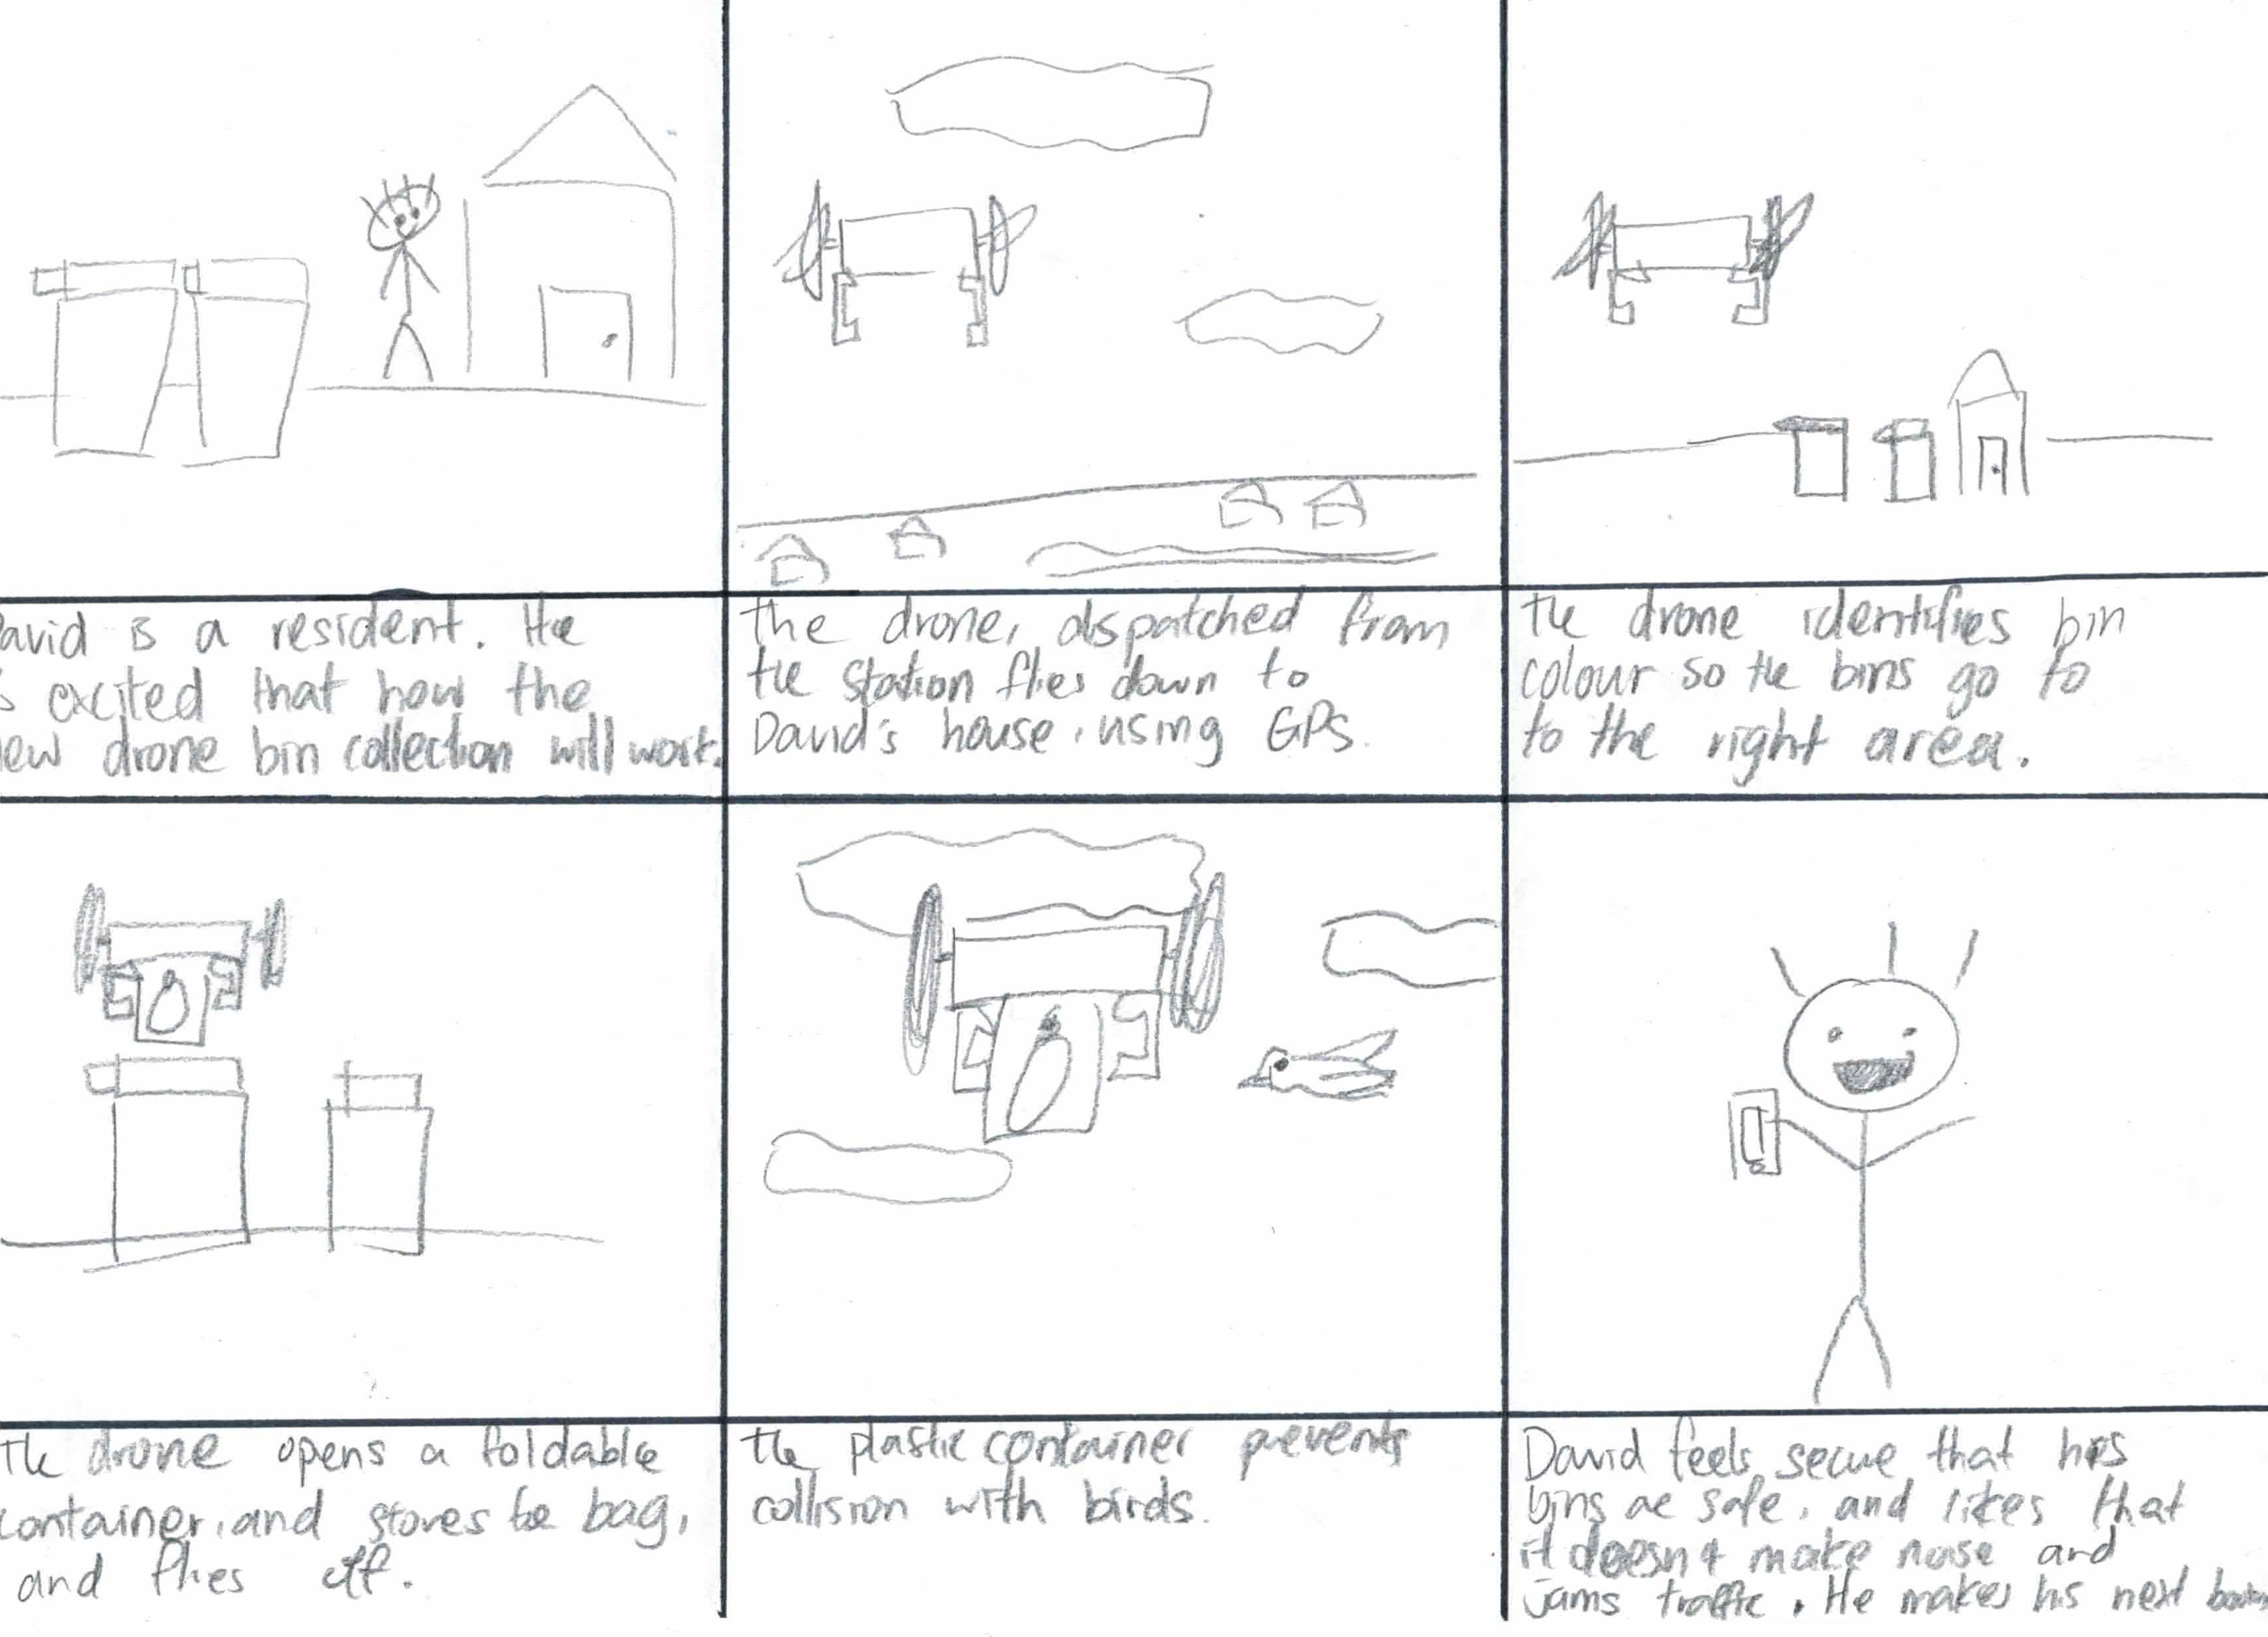 avid is a resident. He
s excited that how the
ew drone bin collection will work.
the drone, dispatched from
the station flies down to
David's house, using GPS.
the drone identifies bin
colour so the bins go to
to the right area.
the drone opens a foldable
container, and stores the bag,
and flies off.
the plastic container prevents
collision with birds.
David feels secure that his
bins are safe, and likes that
it doesn't make noise and
jams traffic. He makes his next